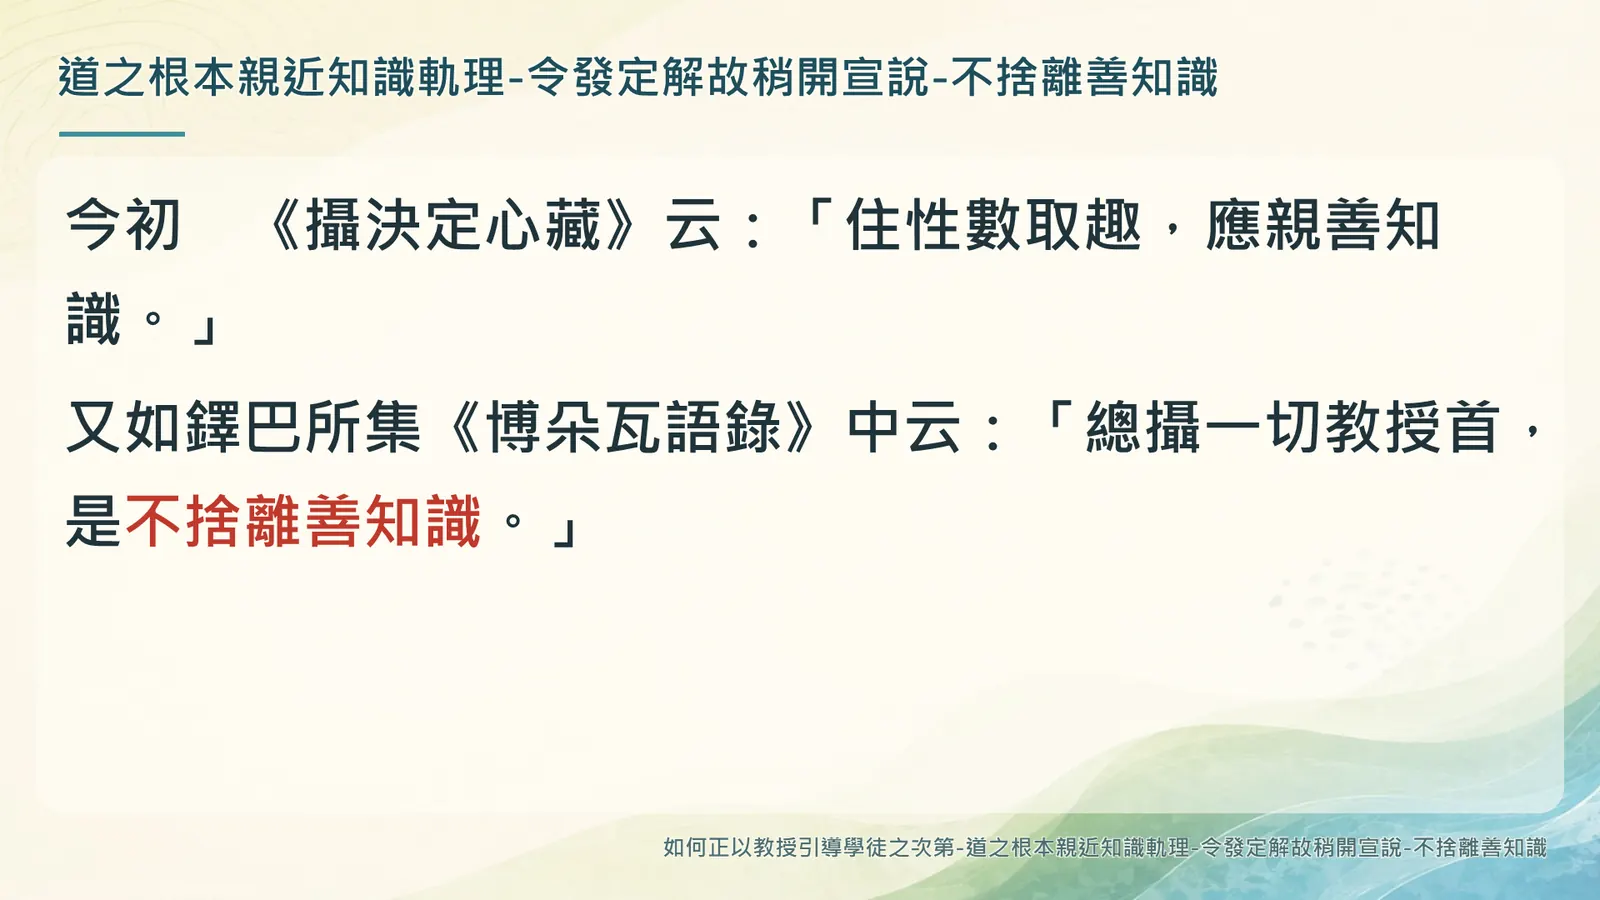 道之根本親近知識軌理-令發定解故稍開宣說-不捨離善知識
今初　《攝決定心藏》云：「住性數取趣，應親善知
識。」
又如鐸巴所集《博朵瓦語錄》中云：「總攝一切教授首，
是不捨離善知識。」
如何正以教授引導學徒之次第-道之根本親近知識軌理-令發定解故稍開宣說-不捨離善知識